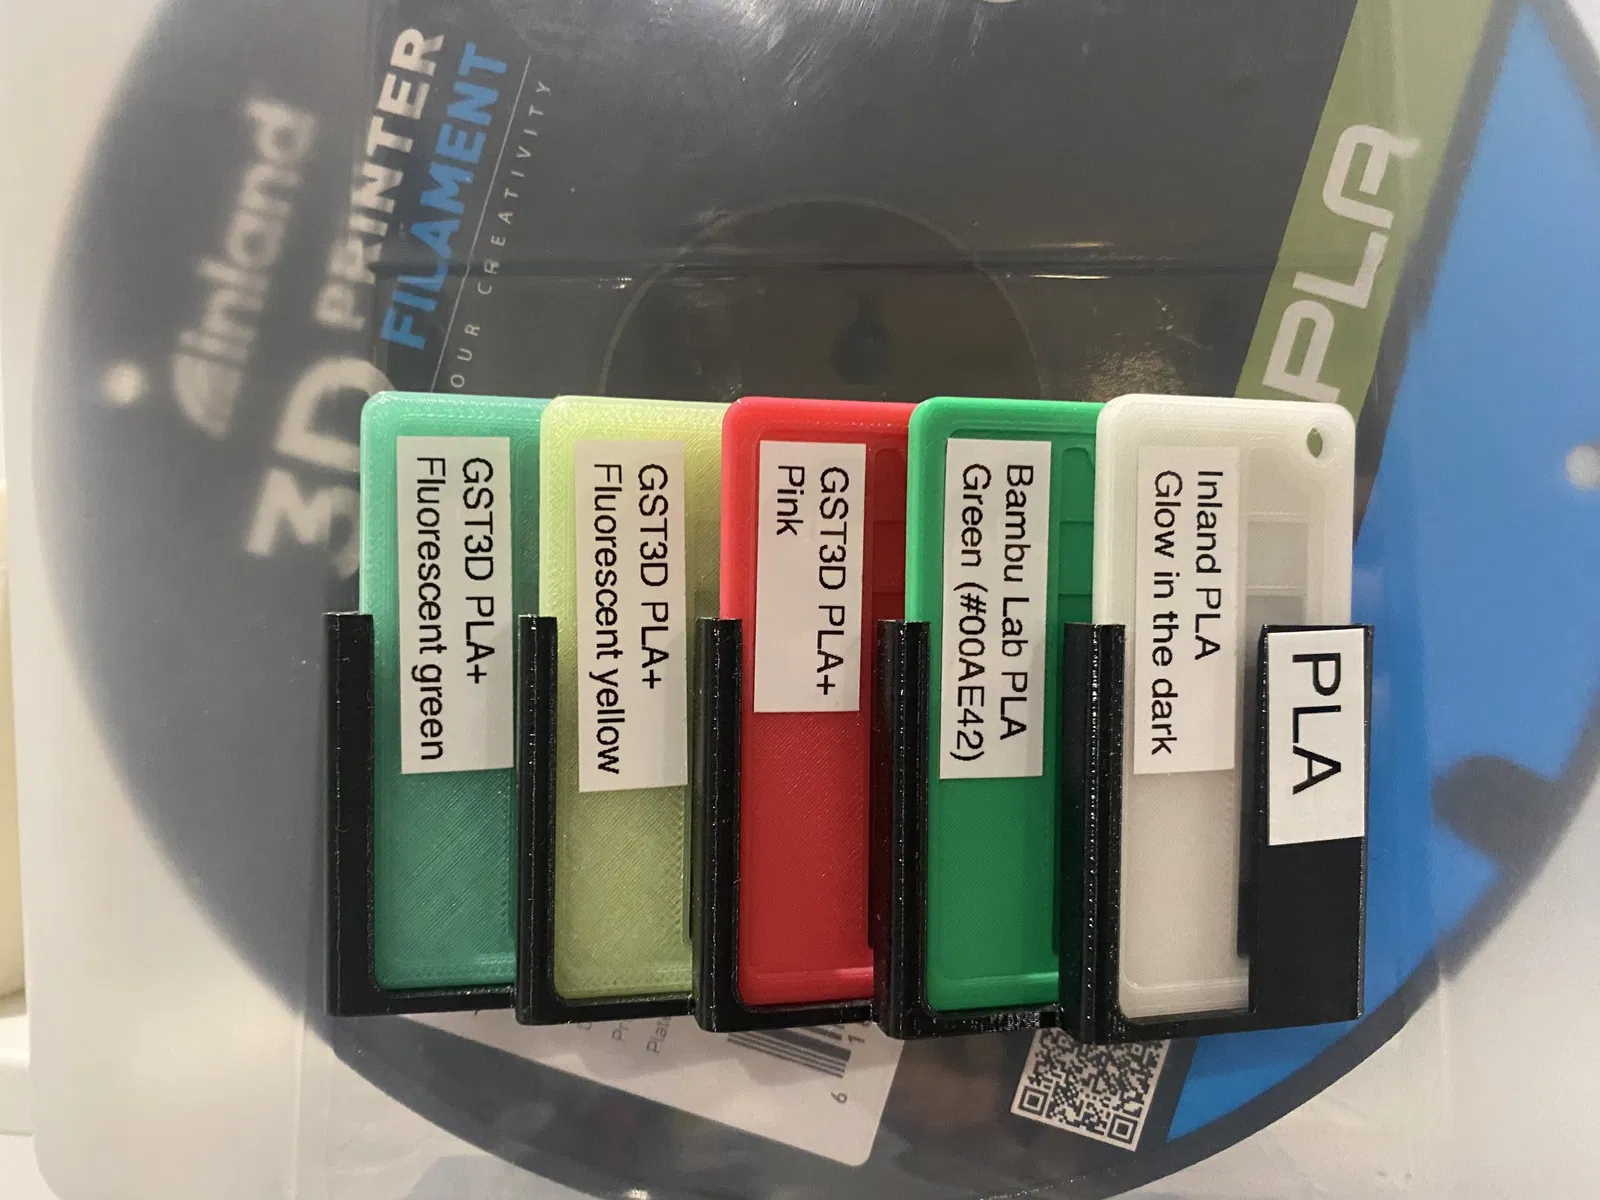 inland
3D PRINTER
FILAMENT
OUR CREATIVITY
PLA
PLA
Inland PLA
Glow in the dark
Bambu Lab PLA
Green (#00AE42)
GST3D PLA+
Pink
GST3D PLA+
Fluorescent yellow
GST3D PLA+
Fluorescent green